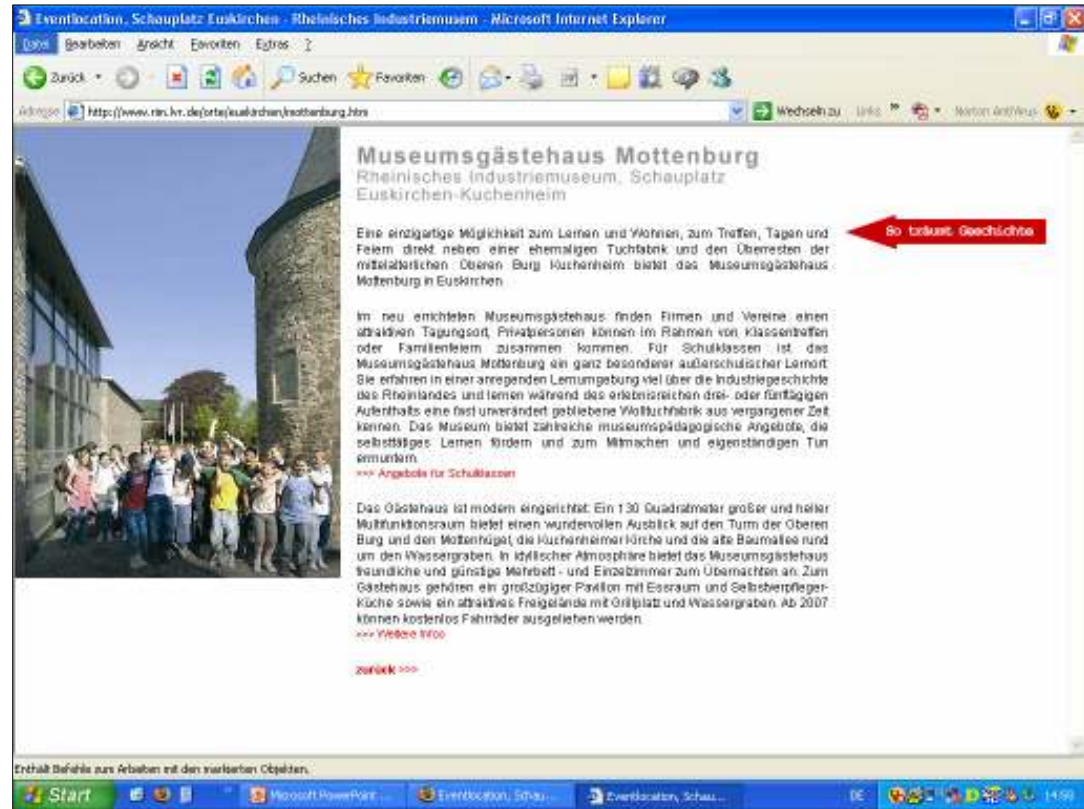 Eventlocation, Schauplatz Euskirchen - Rheinisches Industriemuseum - Microsoft Internet Explorer
Datei Bearbeiten Ansicht Favoriten Extras ?
Zurück Suchen Favoriten
Adresse http://www.rim.lvr.de/orte/euskirchen/mottenburg.htm Wechseln zu Links » Norton AntiVirus
Museumsgästehaus Mottenburg
Rheinisches Industriemuseum, Schauplatz
Euskirchen-Kuchenheim
Eine einzigartige Möglichkeit zum Lernen und Wohnen, zum Treffen, Tagen und
Feiern direkt neben einer ehemaligen Tuchfabrik und den Überresten der
mittelalterlichen Oberen Burg Kuchenheim bietet das Museumsgästehaus
Mottenburg in Euskirchen.
So träumt Geschichte
Im neu errichteten Museumsgästehaus finden Firmen und Vereine einen
attraktiven Tagungsort, Privatpersonen können im Rahmen von Klassentreffen
oder Familienfeiern zusammen kommen. Für Schulklassen ist das
Museumsgästehaus Mottenburg ein ganz besonderer außerschulischer Lernort.
Sie erfahren in einer anregenden Lernumgebung viel über die Industriegeschichte
des Rheinlandes und lernen während des erlebnisreichen drei- oder fünftägigen
Aufenthalts eine fast unverändert gebliebene Wolltuchfabrik aus vergangener Zeit
kennen. Das Museum bietet zahlreiche museumspädagogische Angebote, die
selbsttätiges Lernen fördern und zum Mitmachen und eigenständigen Tun
ermuntern.
>>> Angebote für Schulklassen
Das Gästehaus ist modern eingerichtet: Ein 130 Quadratmeter großer und heller
Multifunktionsraum bietet einen wundervollen Ausblick auf den Turm der Oberen
Burg und den Mottenhügel, die Kuchenheimer Kirche und die alte Baumallee rund
um den Wassergraben. In idyllischer Atmosphäre bietet das Museumsgästehaus
freundliche und günstige Mehrbett - und Einzelzimmer zum Übernachten an. Zum
Gästehaus gehören ein großzügiger Pavillon mit Essraum und Selbstverpfleger-
Küche sowie ein attraktives Freigelände mit Grillplatz und Wassergraben. Ab 2007
können kostenlos Fahrräder ausgeliehen werden.
>>> Weitere Infos
zurück >>>
Enthält Befehle zum Arbeiten mit den markierten Objekten.
Start Microsoft PowerPoint ... Eventlocation, Schau... Eventlocation, Schau... DE 14:50